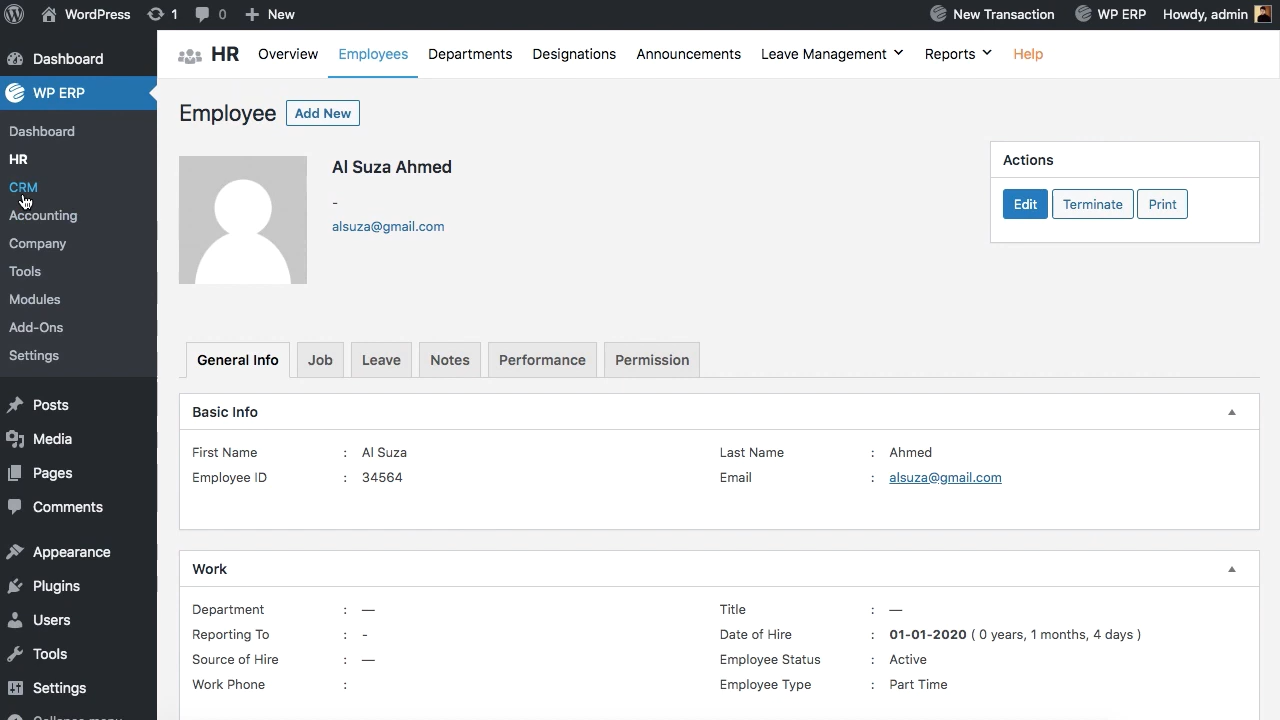 WordPress 1 0 New New Transaction WP ERP Howdy, admin
Dashboard
WP ERP
Dashboard
HR
CRM
Accounting
Company
Tools
Modules
Add-Ons
Settings
Posts
Media
Pages
Comments
Appearance
Plugins
Users
Tools
Settings
Collapse menu
HR Overview Employees Departments Designations Announcements Leave Management Reports Help
Employee Add New
Al Suza Ahmed
-
alsuza@gmail.com
Actions
Edit Terminate Print
General Info Job Leave Notes Performance Permission
Basic Info
First Name : Al Suza Last Name : Ahmed
Employee ID : 34564 Email : alsuza@gmail.com
Work
Department : — Title : —
Reporting To : - Date of Hire : 01-01-2020 ( 0 years, 1 months, 4 days )
Source of Hire : — Employee Status : Active
Work Phone : Employee Type : Part Time